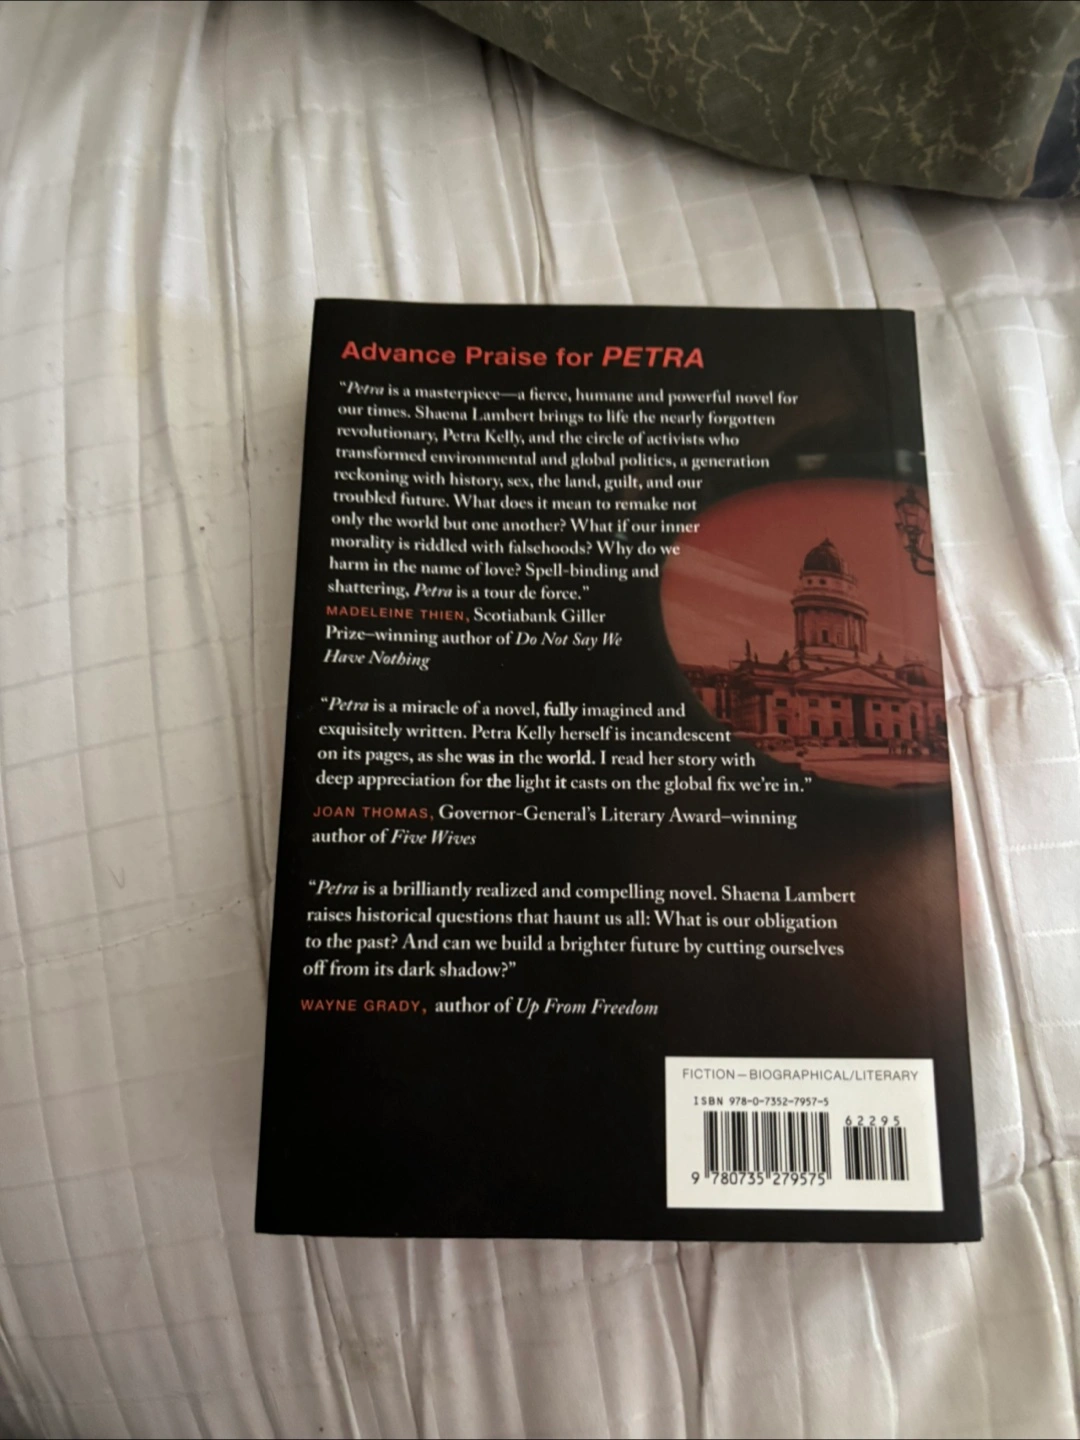 Advance Praise for PETRA
“Petra is a masterpiece—a fierce, humane and powerful novel for
our times. Shaena Lambert brings to life the nearly forgotten
revolutionary, Petra Kelly, and the circle of activists who
transformed environmental and global politics, a generation
reckoning with history, sex, the land, guilt, and our
troubled future. What does it mean to remake not
only the world but one another? What if our inner
morality is riddled with falsehoods? Why do we
harm in the name of love? Spell-binding and
shattering, Petra is a tour de force.”
MADELEINE THIEN, Scotiabank Giller
Prize–winning author of Do Not Say We
Have Nothing
“Petra is a miracle of a novel, fully imagined and
exquisitely written. Petra Kelly herself is incandescent
on its pages, as she was in the world. I read her story with
deep appreciation for the light it casts on the global fix we’re in.”
JOAN THOMAS, Governor-General’s Literary Award–winning
author of Five Wives
“Petra is a brilliantly realized and compelling novel. Shaena Lambert
raises historical questions that haunt us all: What is our obligation
to the past? And can we build a brighter future by cutting ourselves
off from its dark shadow?”
WAYNE GRADY, author of Up From Freedom
FICTION—BIOGRAPHICAL/LITERARY
ISBN 978-0-7352-7957-5
62295
9 780735 279575